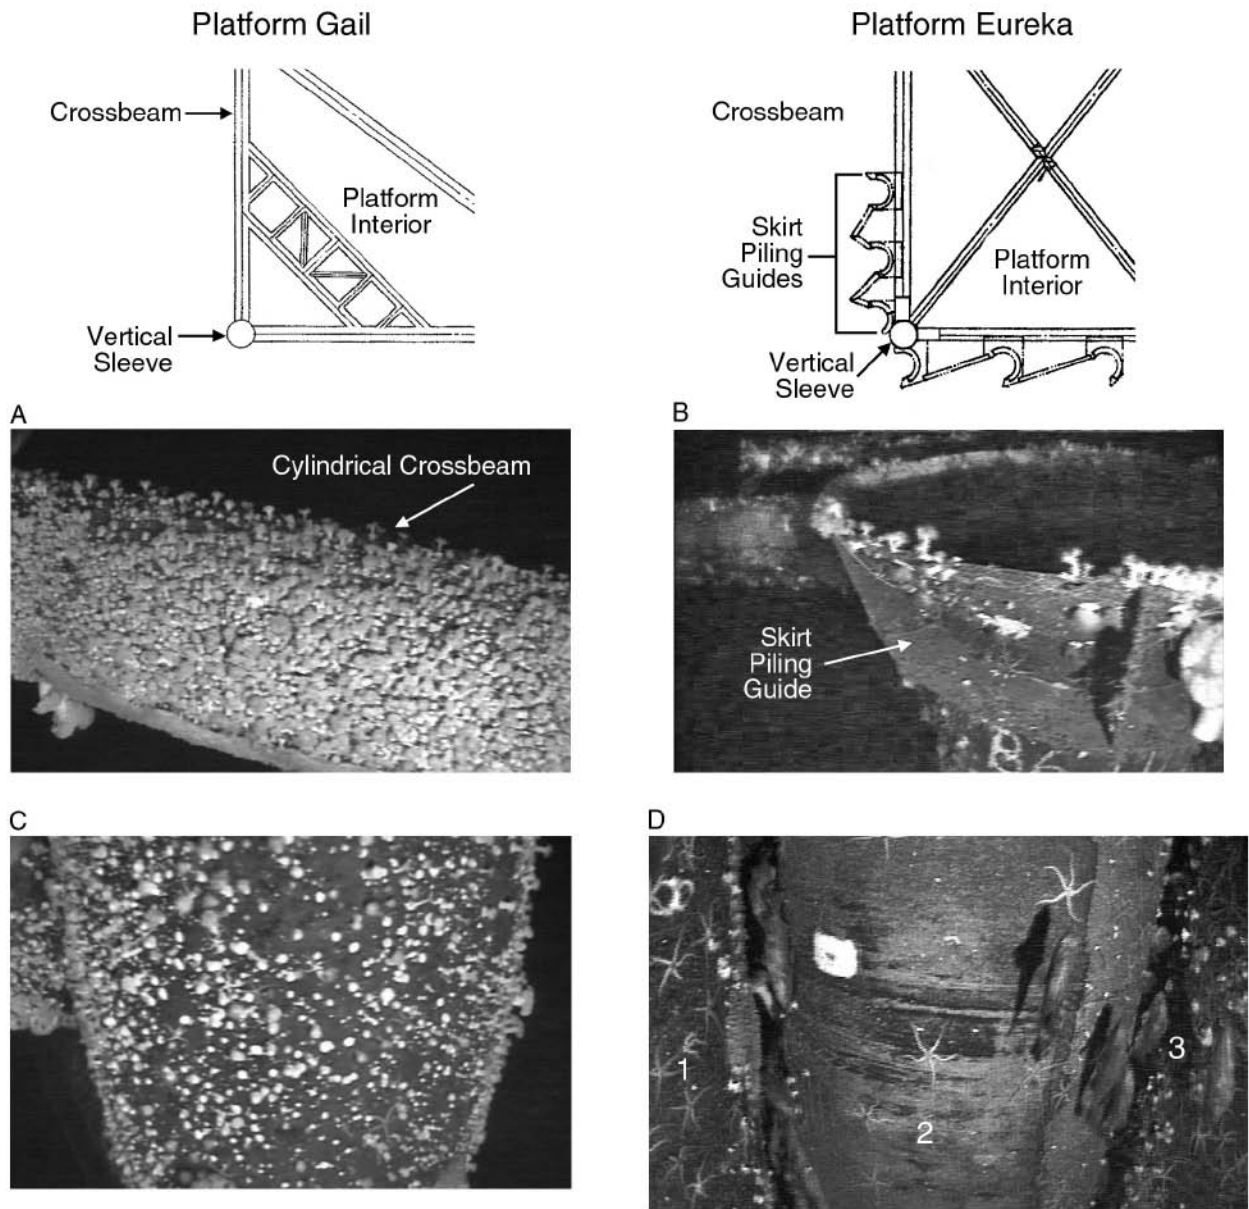 Platform Gail
Platform Eureka
Crossbeam
Platform
Interior
Vertical
Sleeve
Crossbeam
Skirt
Piling
Guides
Platform
Interior
Vertical
Sleeve
A
Cylindrical Crossbeam
B
Skirt
Piling
Guide
C
D
1
2
3